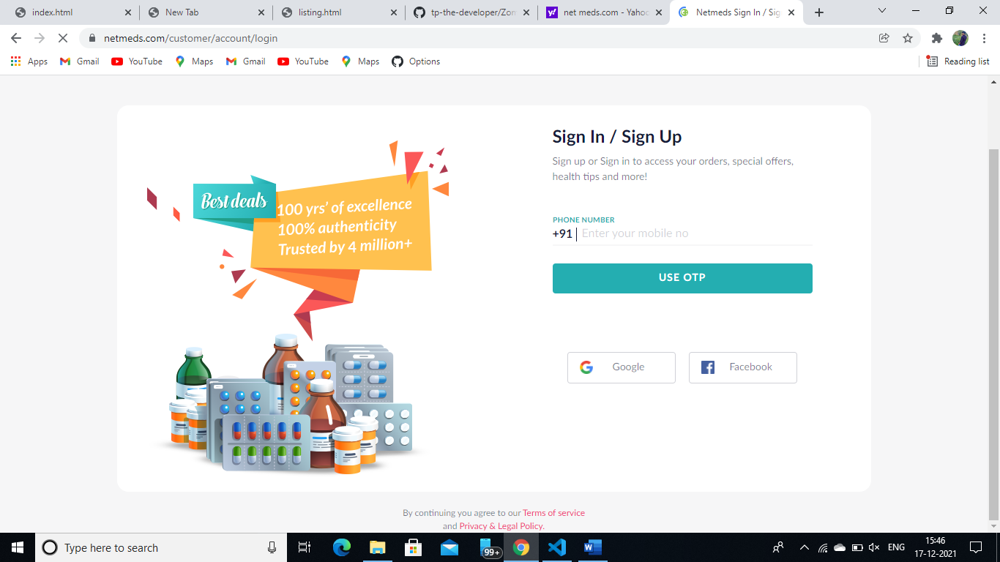 index.html
New Tab
listing.html
tp-the-developer/Zom
net meds.com - Yahoo
Netmeds Sign In / Sig
netmeds.com/customer/account/login
Apps
Gmail
YouTube
Maps
Gmail
YouTube
Maps
Options
Reading list
Best deals
100 yrs' of excellence
100% authenticity
Trusted by 4 million+
Sign In / Sign Up
Sign up or Sign in to access your orders, special offers,
health tips and more!
PHONE NUMBER
+91 Enter your mobile no
USE OTP
Google
Facebook
By continuing you agree to our Terms of service
and Privacy & Legal Policy.
Type here to search
99+
ENG
15:46
17-12-2021